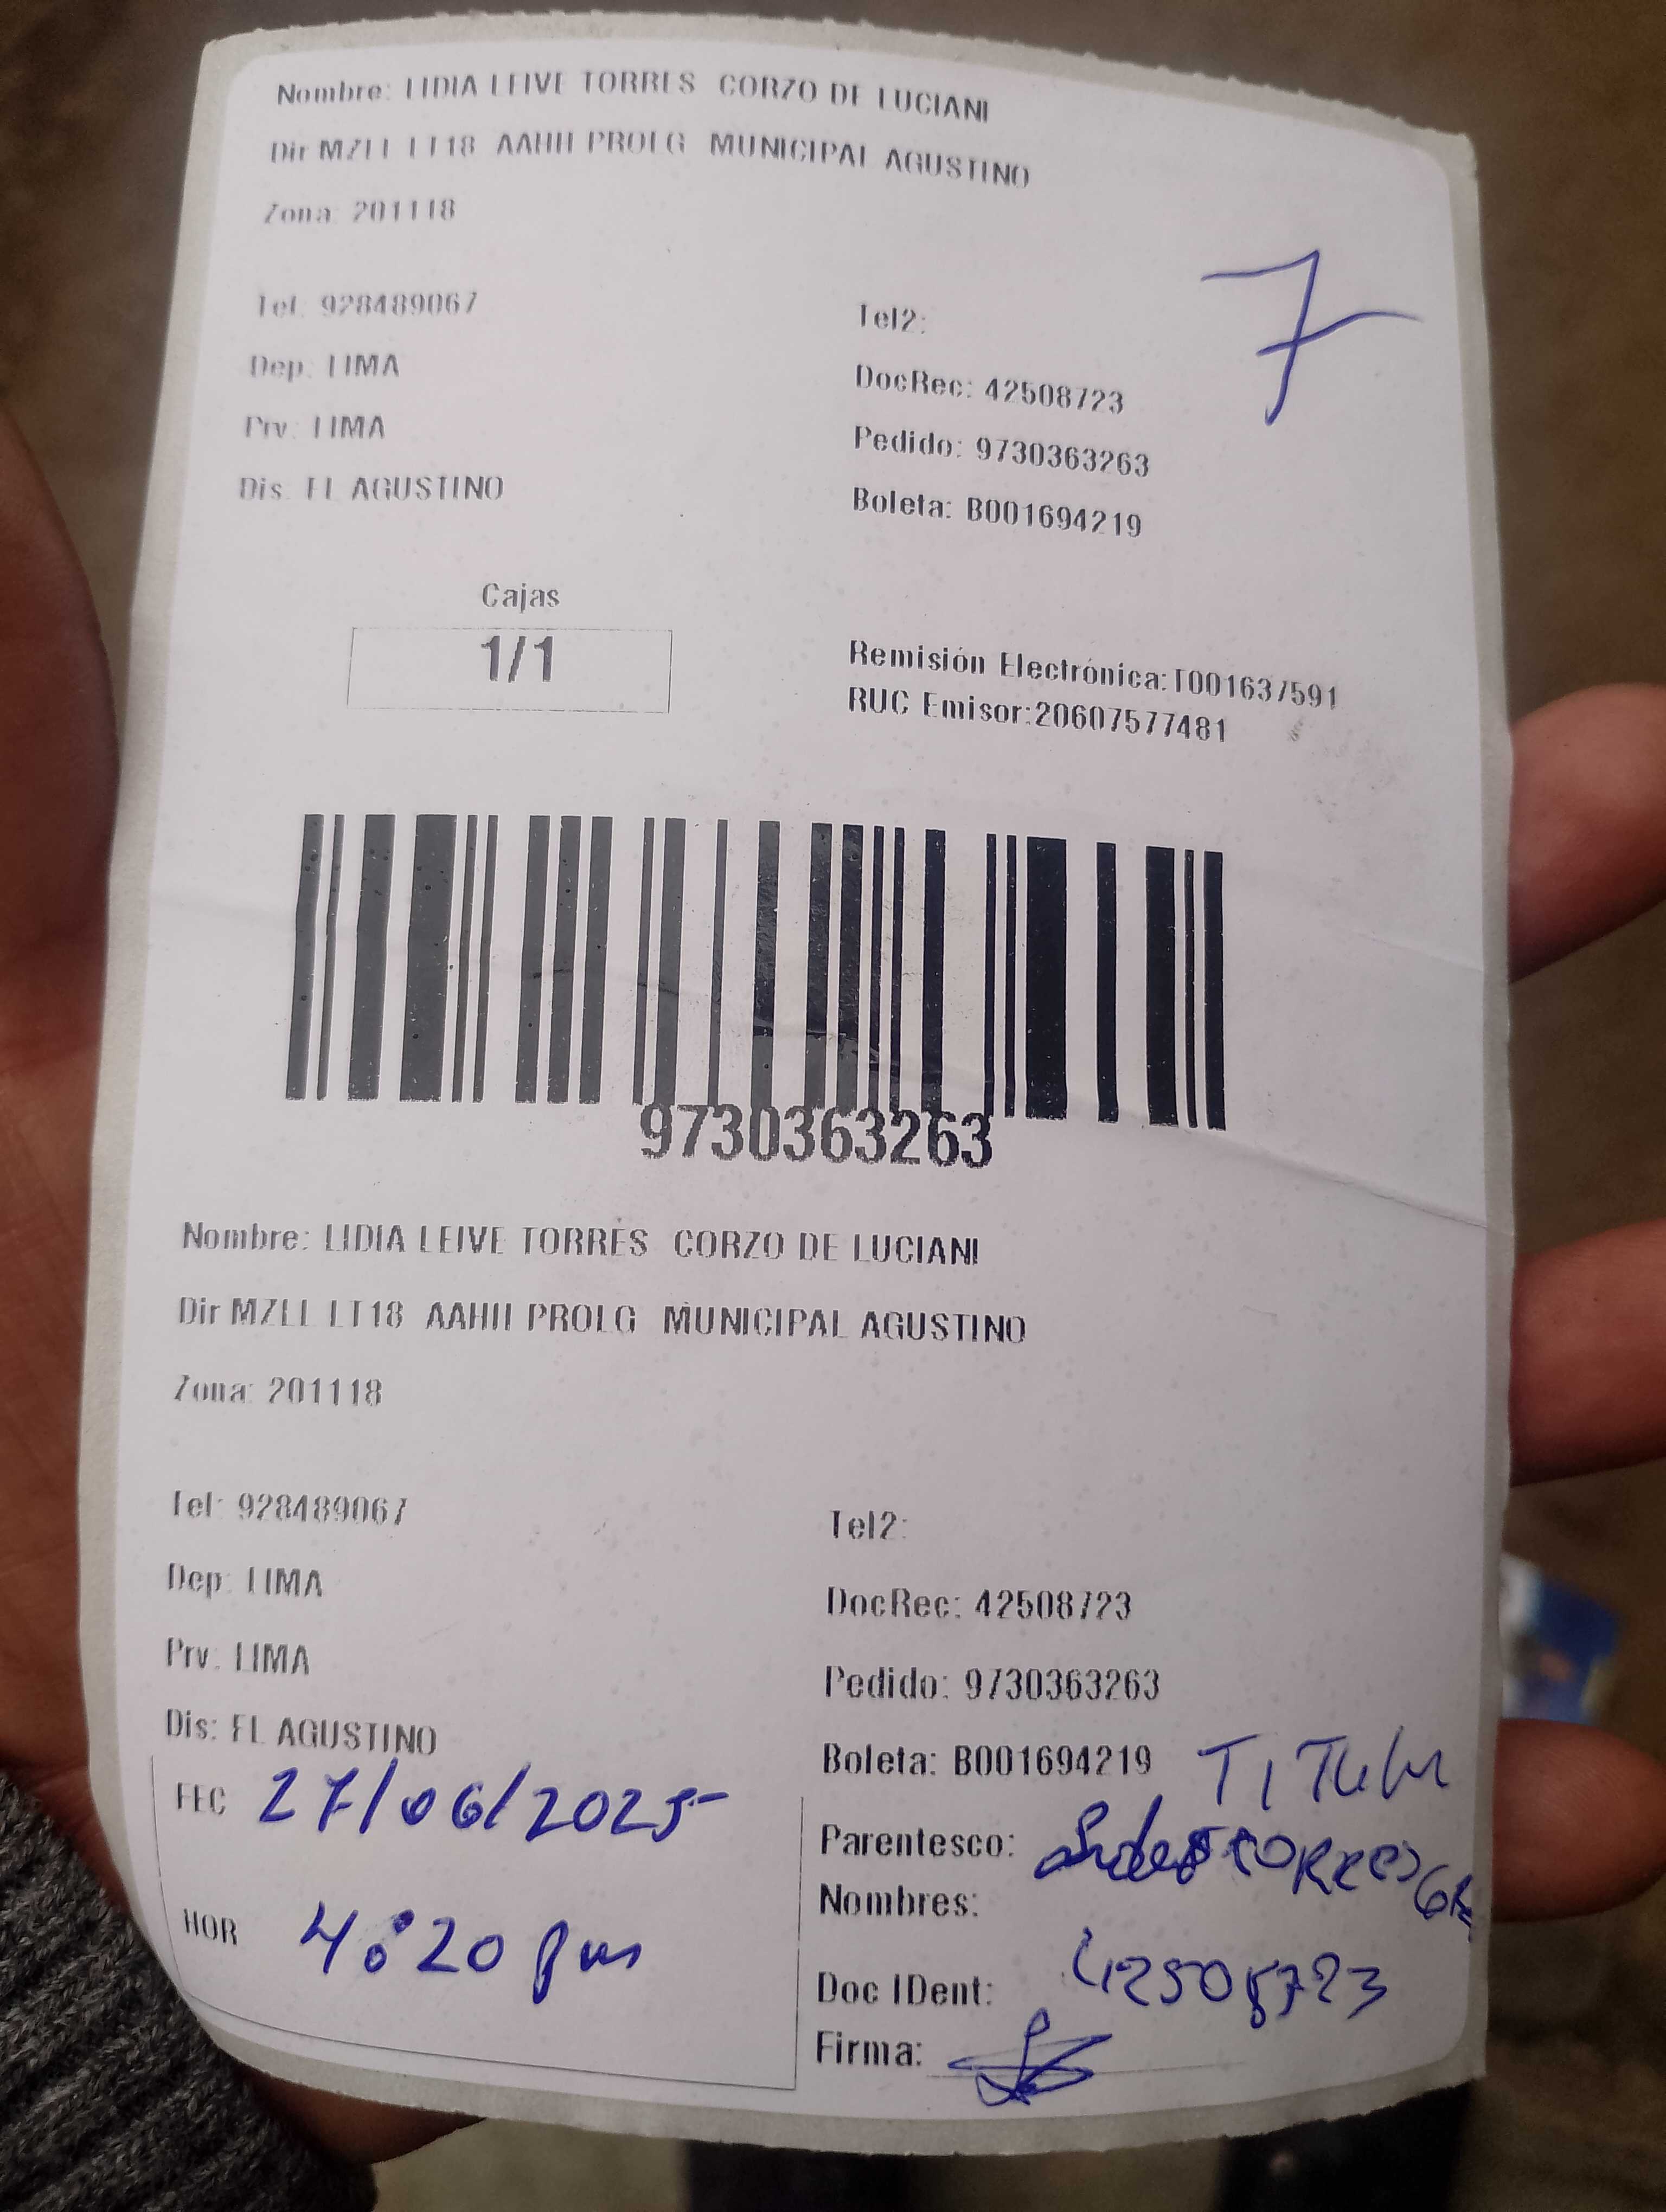 Nombre: LIDIA LEIVE TORRES CORZO DE LUCIANI
Dir MZLL LT18 AAHH PROLG MUNICIPAL AGUSTINO
Zona: 201118
7
Tel: 928489067
Tel2:
Dep: LIMA
DocRec: 42508723
Prv: LIMA
Pedido: 9730363263
Dis: EL AGUSTINO
Boleta: B001694219
Cajas
1/1
Remisión Electrónica:T001637591
RUC Emisor:20607577481
9730363263
Nombre: LIDIA LEIVE TORRES CORZO DE LUCIANI
Dir MZLL LT18 AAHH PROLG MUNICIPAL AGUSTINO
Zona: 201118
Tel: 928489067
Tel2:
Dep: LIMA
DocRec: 42508723
Prv: LIMA
Pedido: 9730363263
Dis: EL AGUSTINO
Boleta: B001694219
FEC 27/06/2025
Parentesco:
Nombres:
HOR 4:20 pm
Doc IDent: 42508723
Firma: